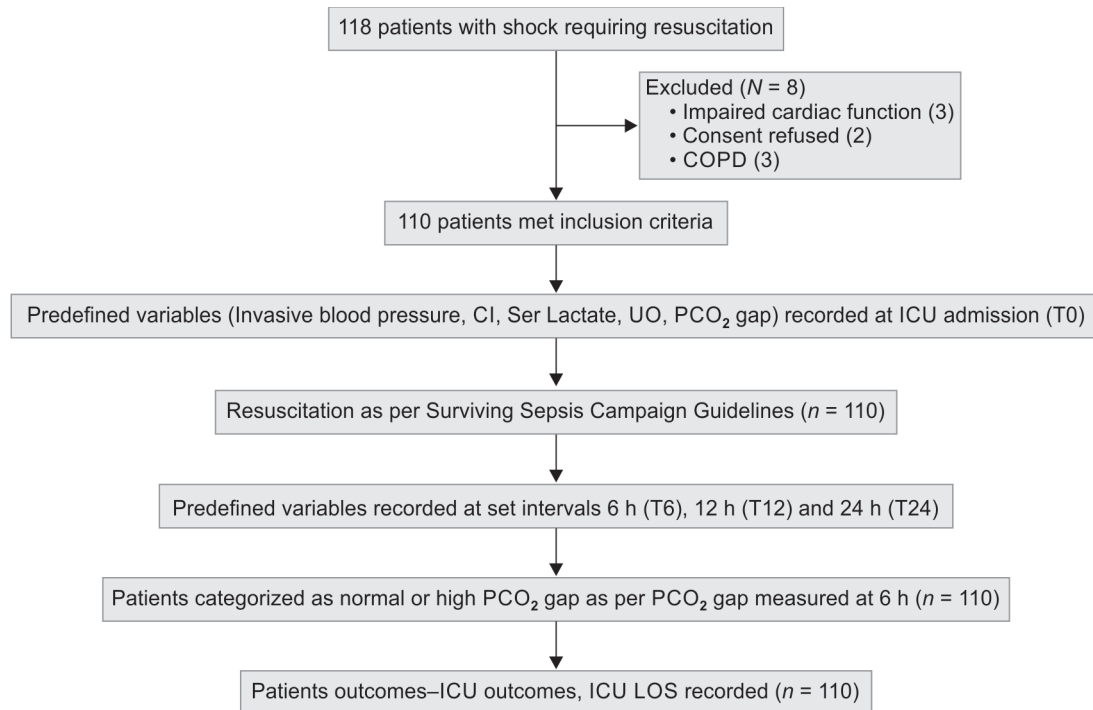 118 patients with shock requiring resuscitation
Excluded (N = 8)
• Impaired cardiac function (3)
• Consent refused (2)
• COPD (3)
110 patients met inclusion criteria
Predefined variables (Invasive blood pressure, CI, Ser Lactate, UO, PCO₂ gap) recorded at ICU admission (T0)
Resuscitation as per Surviving Sepsis Campaign Guidelines (n = 110)
Predefined variables recorded at set intervals 6 h (T6), 12 h (T12) and 24 h (T24)
Patients categorized as normal or high PCO₂ gap as per PCO₂ gap measured at 6 h (n = 110)
Patients outcomes–ICU outcomes, ICU LOS recorded (n = 110)